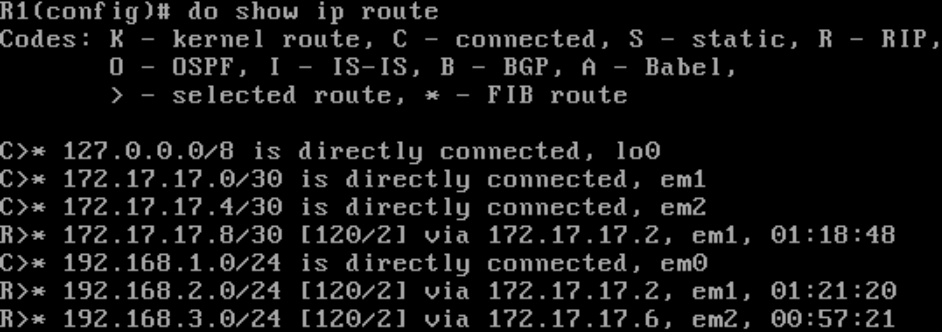 R1(config)# do show ip route
Codes: K - kernel route, C - connected, S - static, R - RIP,
O - OSPF, I - IS-IS, B - BGP, A - Babel,
> - selected route, * - FIB route
C>* 127.0.0.0/8 is directly connected, lo0
C>* 172.17.17.0/30 is directly connected, em1
C>* 172.17.17.4/30 is directly connected, em2
R>* 172.17.17.8/30 [120/2] via 172.17.17.2, em1, 01:18:48
C>* 192.168.1.0/24 is directly connected, em0
R>* 192.168.2.0/24 [120/2] via 172.17.17.2, em1, 01:21:20
R>* 192.168.3.0/24 [120/2] via 172.17.17.6, em2, 00:57:21